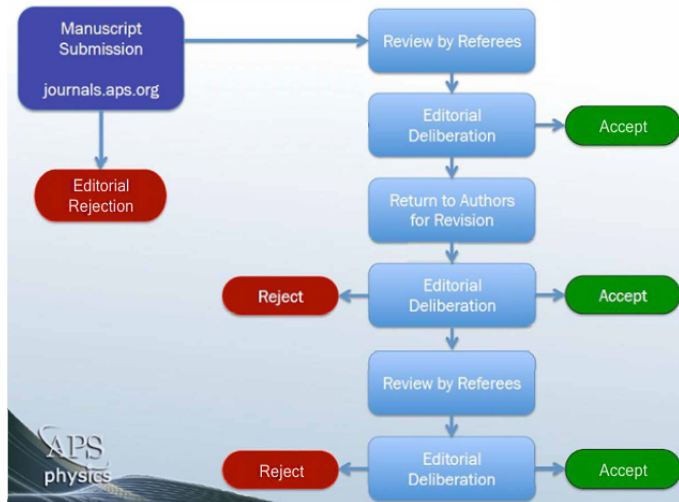 Manuscript
Submission
journals.aps.org
Review by Referees
Editorial
Deliberation
Accept
Editorial
Rejection
Return to Authors
for Revision
Reject
Editorial
Deliberation
Accept
Review by Referees
APS
physics
Reject
Editorial
Deliberation
Accept